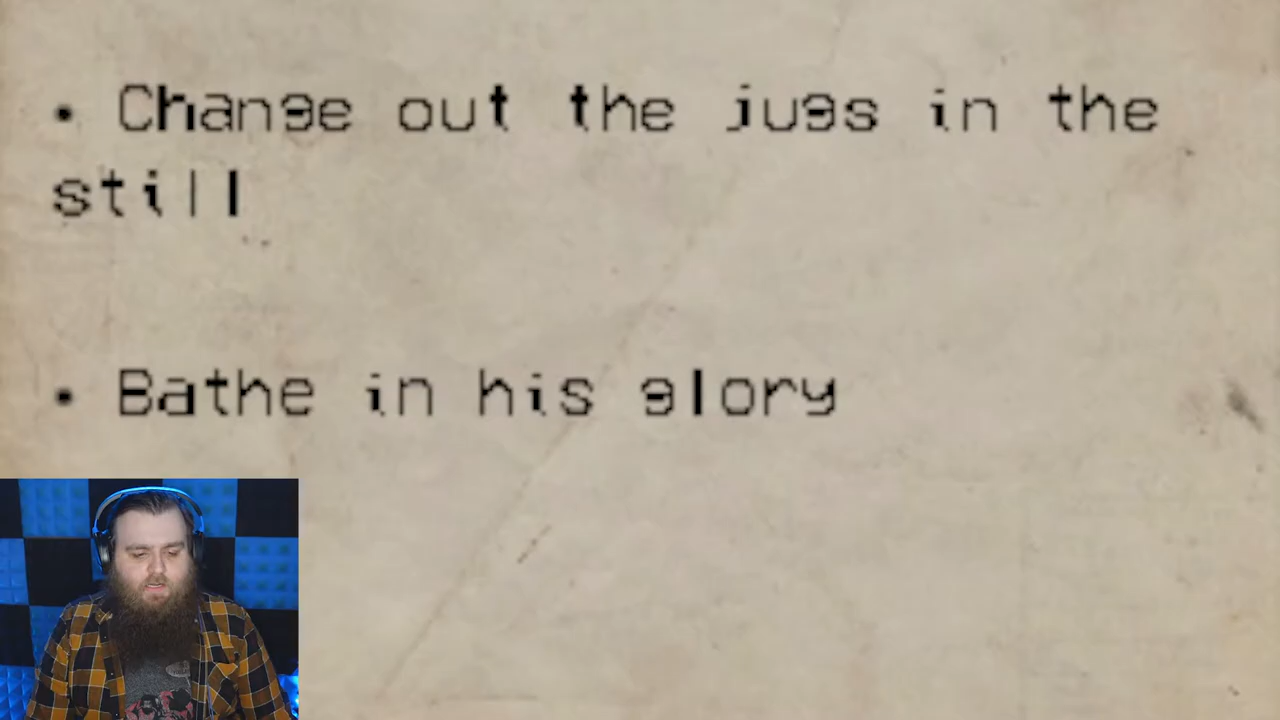 • Change out the jugs in the
still
• Bathe in his glory